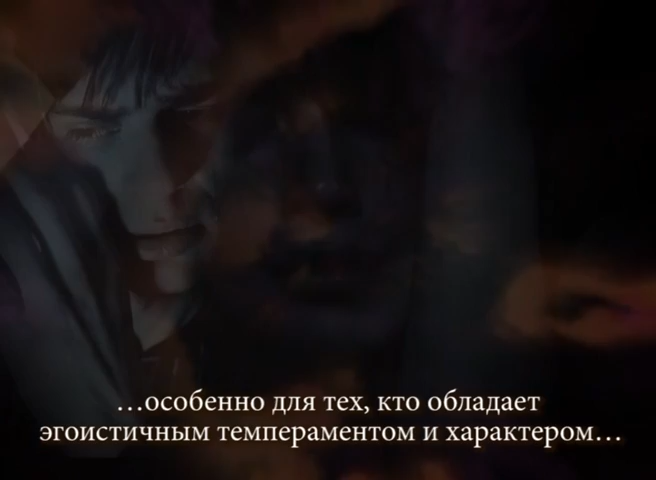 …особенно для тех, кто обладает
эгоистичным темпераментом и характером…